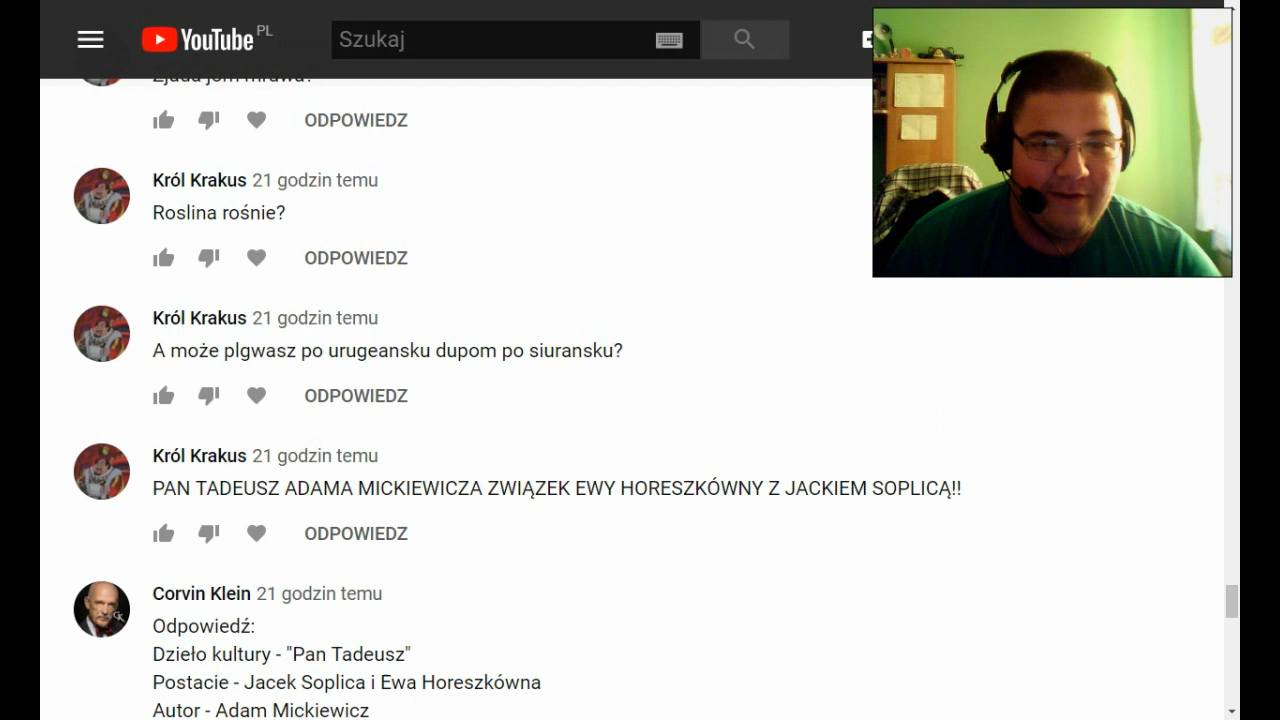 YouTube PL
Szukaj
ODPOWIEDZ
Król Krakus 21 godzin temu
Roslina rośnie?
ODPOWIEDZ
Król Krakus 21 godzin temu
A może plgwasz po urugeansku dupom po siuransku?
ODPOWIEDZ
Król Krakus 21 godzin temu
PAN TADEUSZ ADAMA MICKIEWICZA ZWIĄZEK EWY HORESZKÓWNY Z JACKIEM SOPLICĄ!!
ODPOWIEDZ
Corvin Klein 21 godzin temu
Odpowiedź:
Dzieło kultury - "Pan Tadeusz"
Postacie - Jacek Soplica i Ewa Horeszkówna
Autor - Adam Mickiewicz